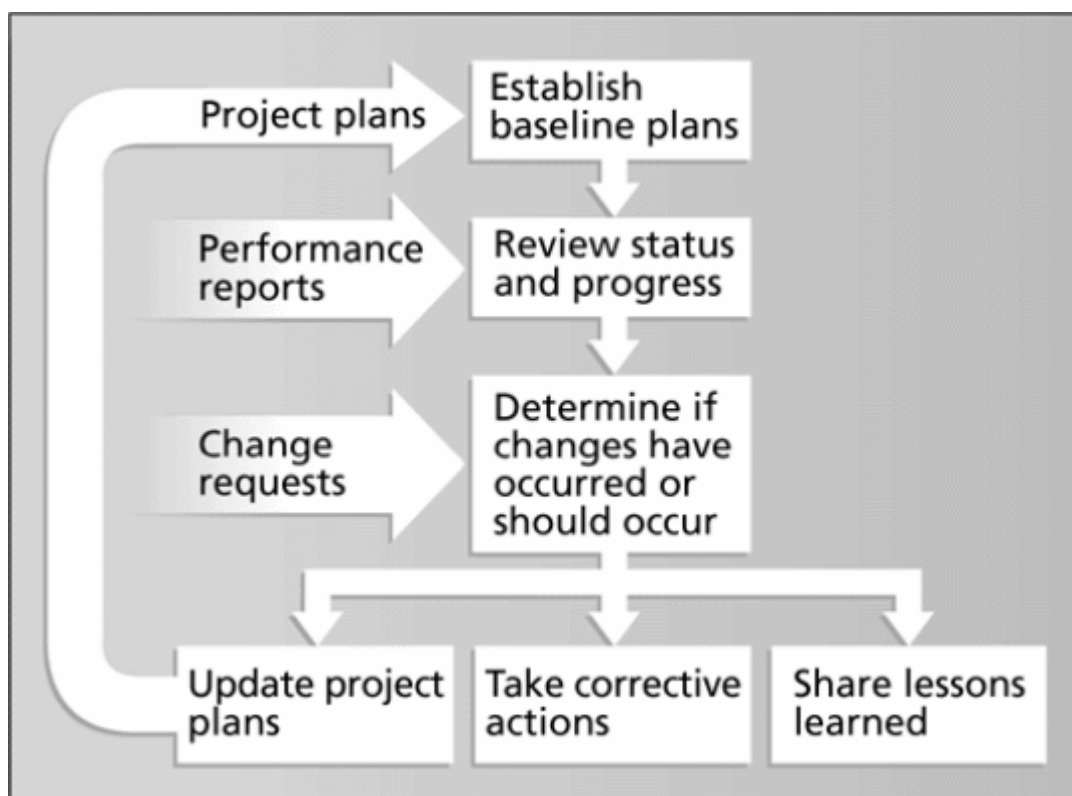 Project plans
Establish
baseline plans
Performance
reports
Review status
and progress
Change
requests
Determine if
changes have
occurred or
should occur
Update project
plans
Take corrective
actions
Share lessons
learned